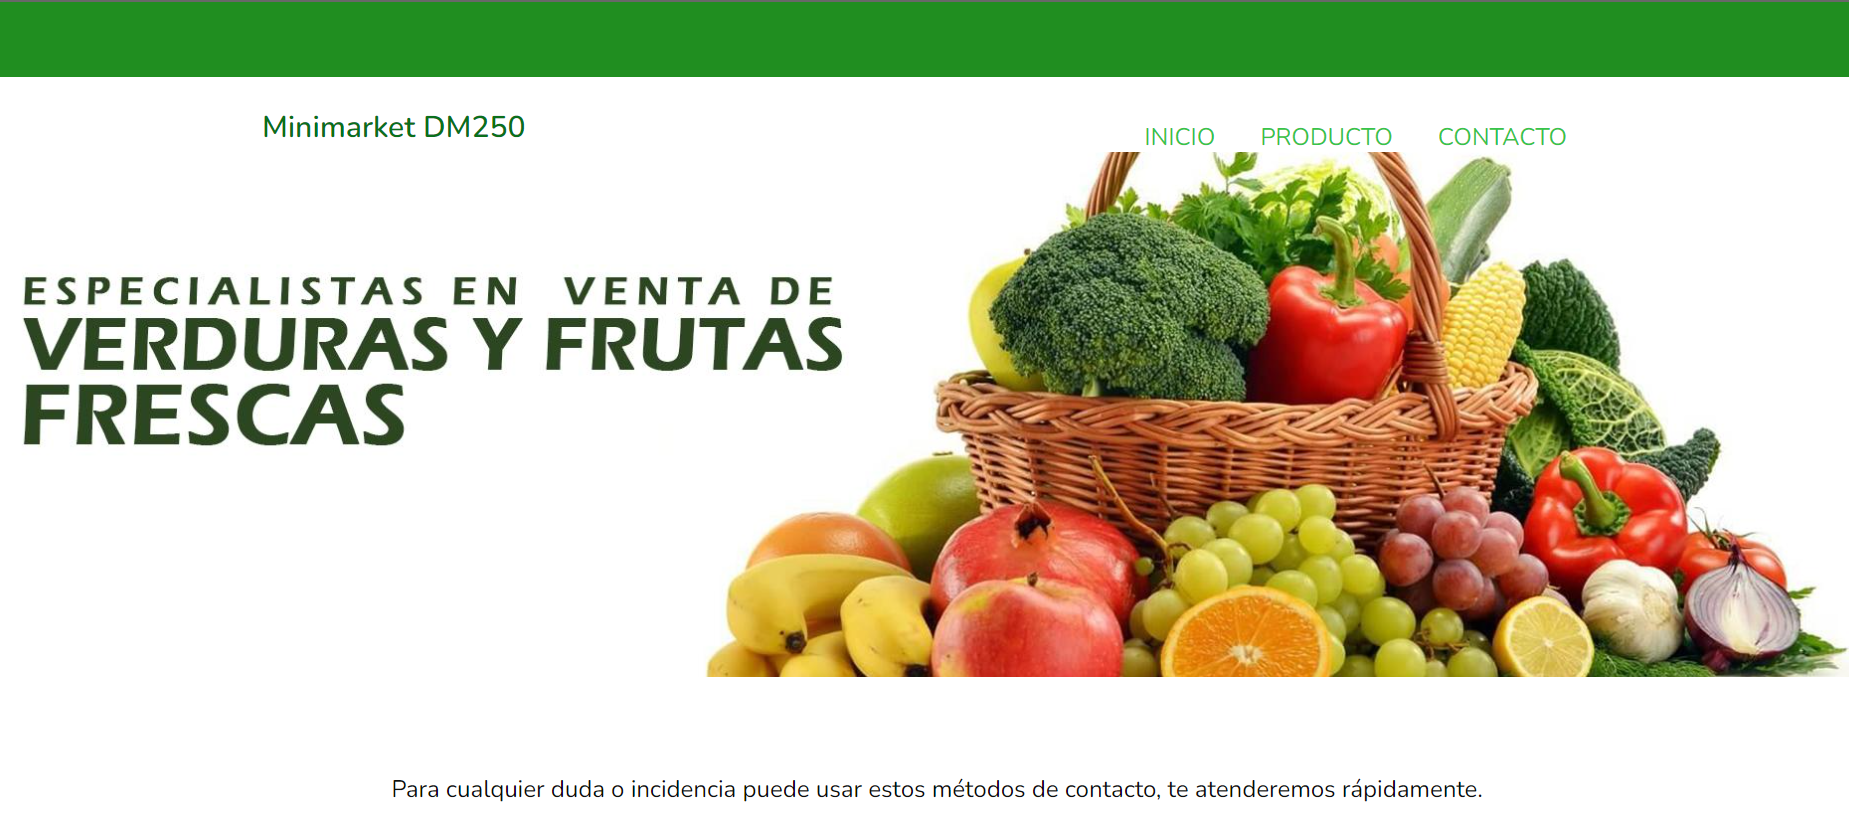 Minimarket DM250
INICIO PRODUCTO CONTACTO
ESPECIALISTAS EN VENTA DE
VERDURAS Y FRUTAS
FRESCAS
Para cualquier duda o incidencia puede usar estos métodos de contacto, te atenderemos rápidamente.